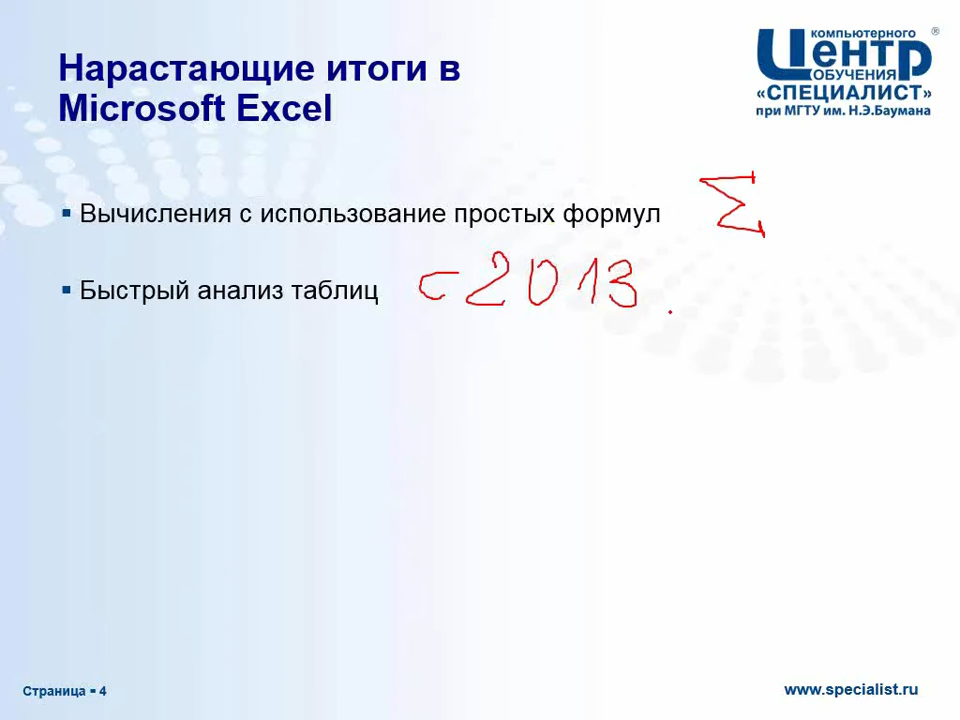 Нарастающие итоги в
Microsoft Excel
компьютерного
Центр
ОБУЧЕНИЯ
«СПЕЦИАЛИСТ»
при МГТУ им. Н.Э.Баумана
®
▪ Вычисления с использование простых формул
Σ
▪ Быстрый анализ таблиц
с 2013.
Страница ▪ 4
www.specialist.ru